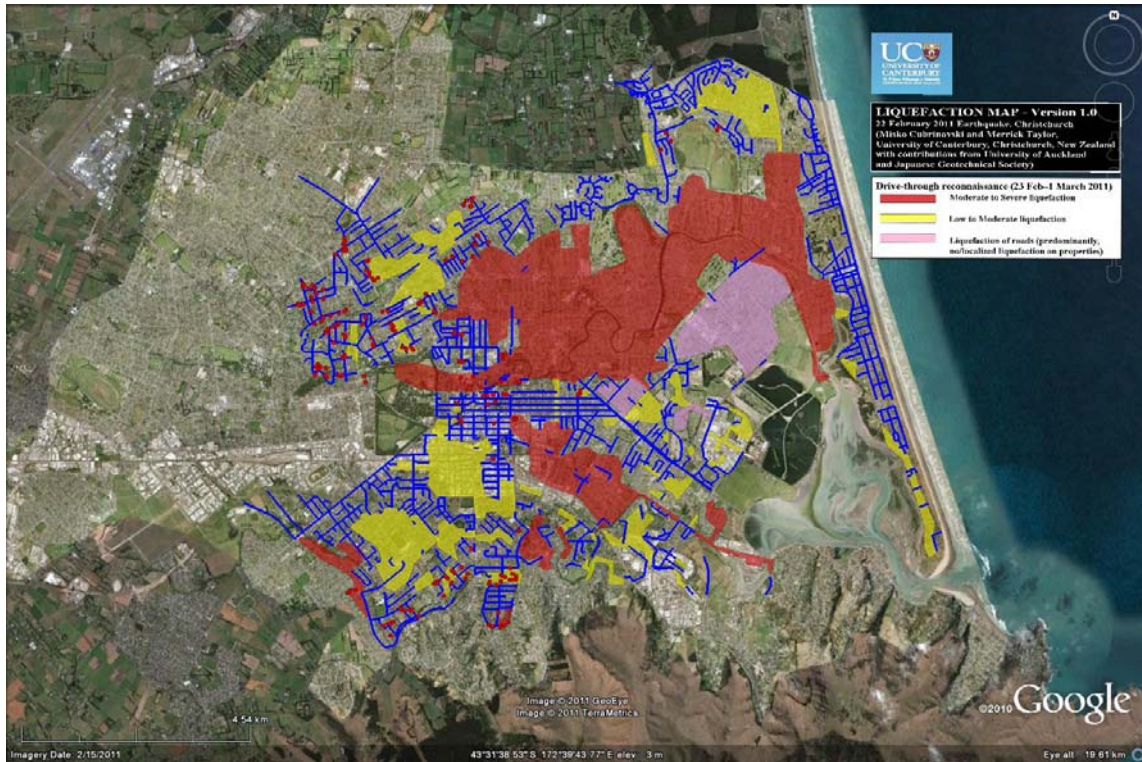 N
UC
UNIVERSITY OF
CANTERBURY
LIQUEFACTION MAP - Version 1.0
22 February 2011 Earthquake, Christchurch
(Misko Cubrinovski and Merrick Taylor,
University of Canterbury, Christchurch, New Zealand
with contributions from University of Auckland
and Japanese Geotechnical Society)
Drive-through reconnaissance (23 Feb–1 March 2011)
Moderate to Severe liquefaction
Low to Moderate liquefaction
Liquefaction of roads (predominantly,
no/localized liquefaction on properties)
4.54 km
Image © 2011 GeoEye
Image © 2011 TerraMetrics
©2010 Google
Imagery Date: 2/15/2011
43°31'38.53" S 172°39'43.77" E elev 3 m
Eye alt 19.61 km